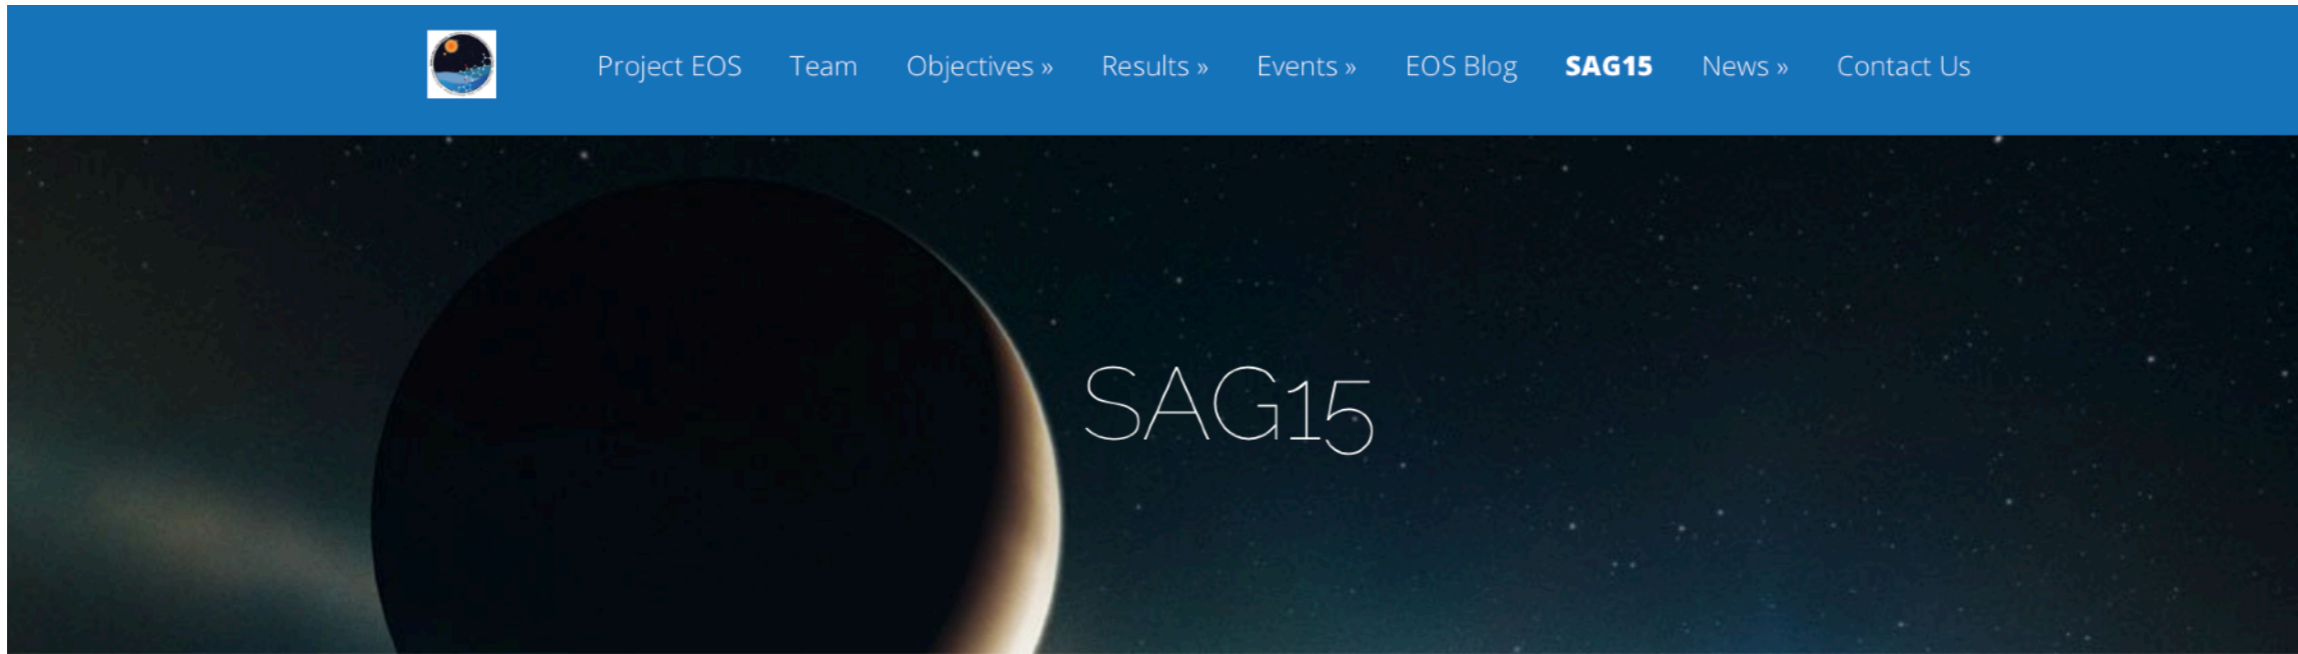 Project EOS Team Objectives » Results » Events » EOS Blog SAG15 News » Contact Us
SAG15